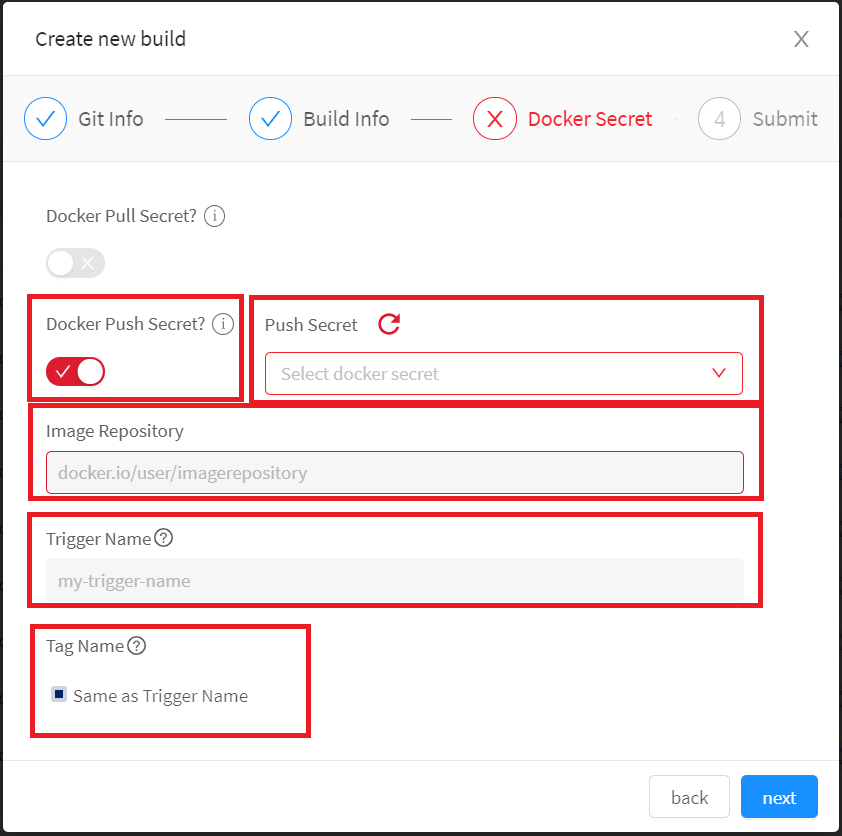 Create new build X
Git Info Build Info Docker Secret 4 Submit
Docker Pull Secret?
Docker Push Secret? Push Secret
Select docker secret
Image Repository
docker.io/user/imagerepository
Trigger Name
my-trigger-name
Tag Name
Same as Trigger Name
back next